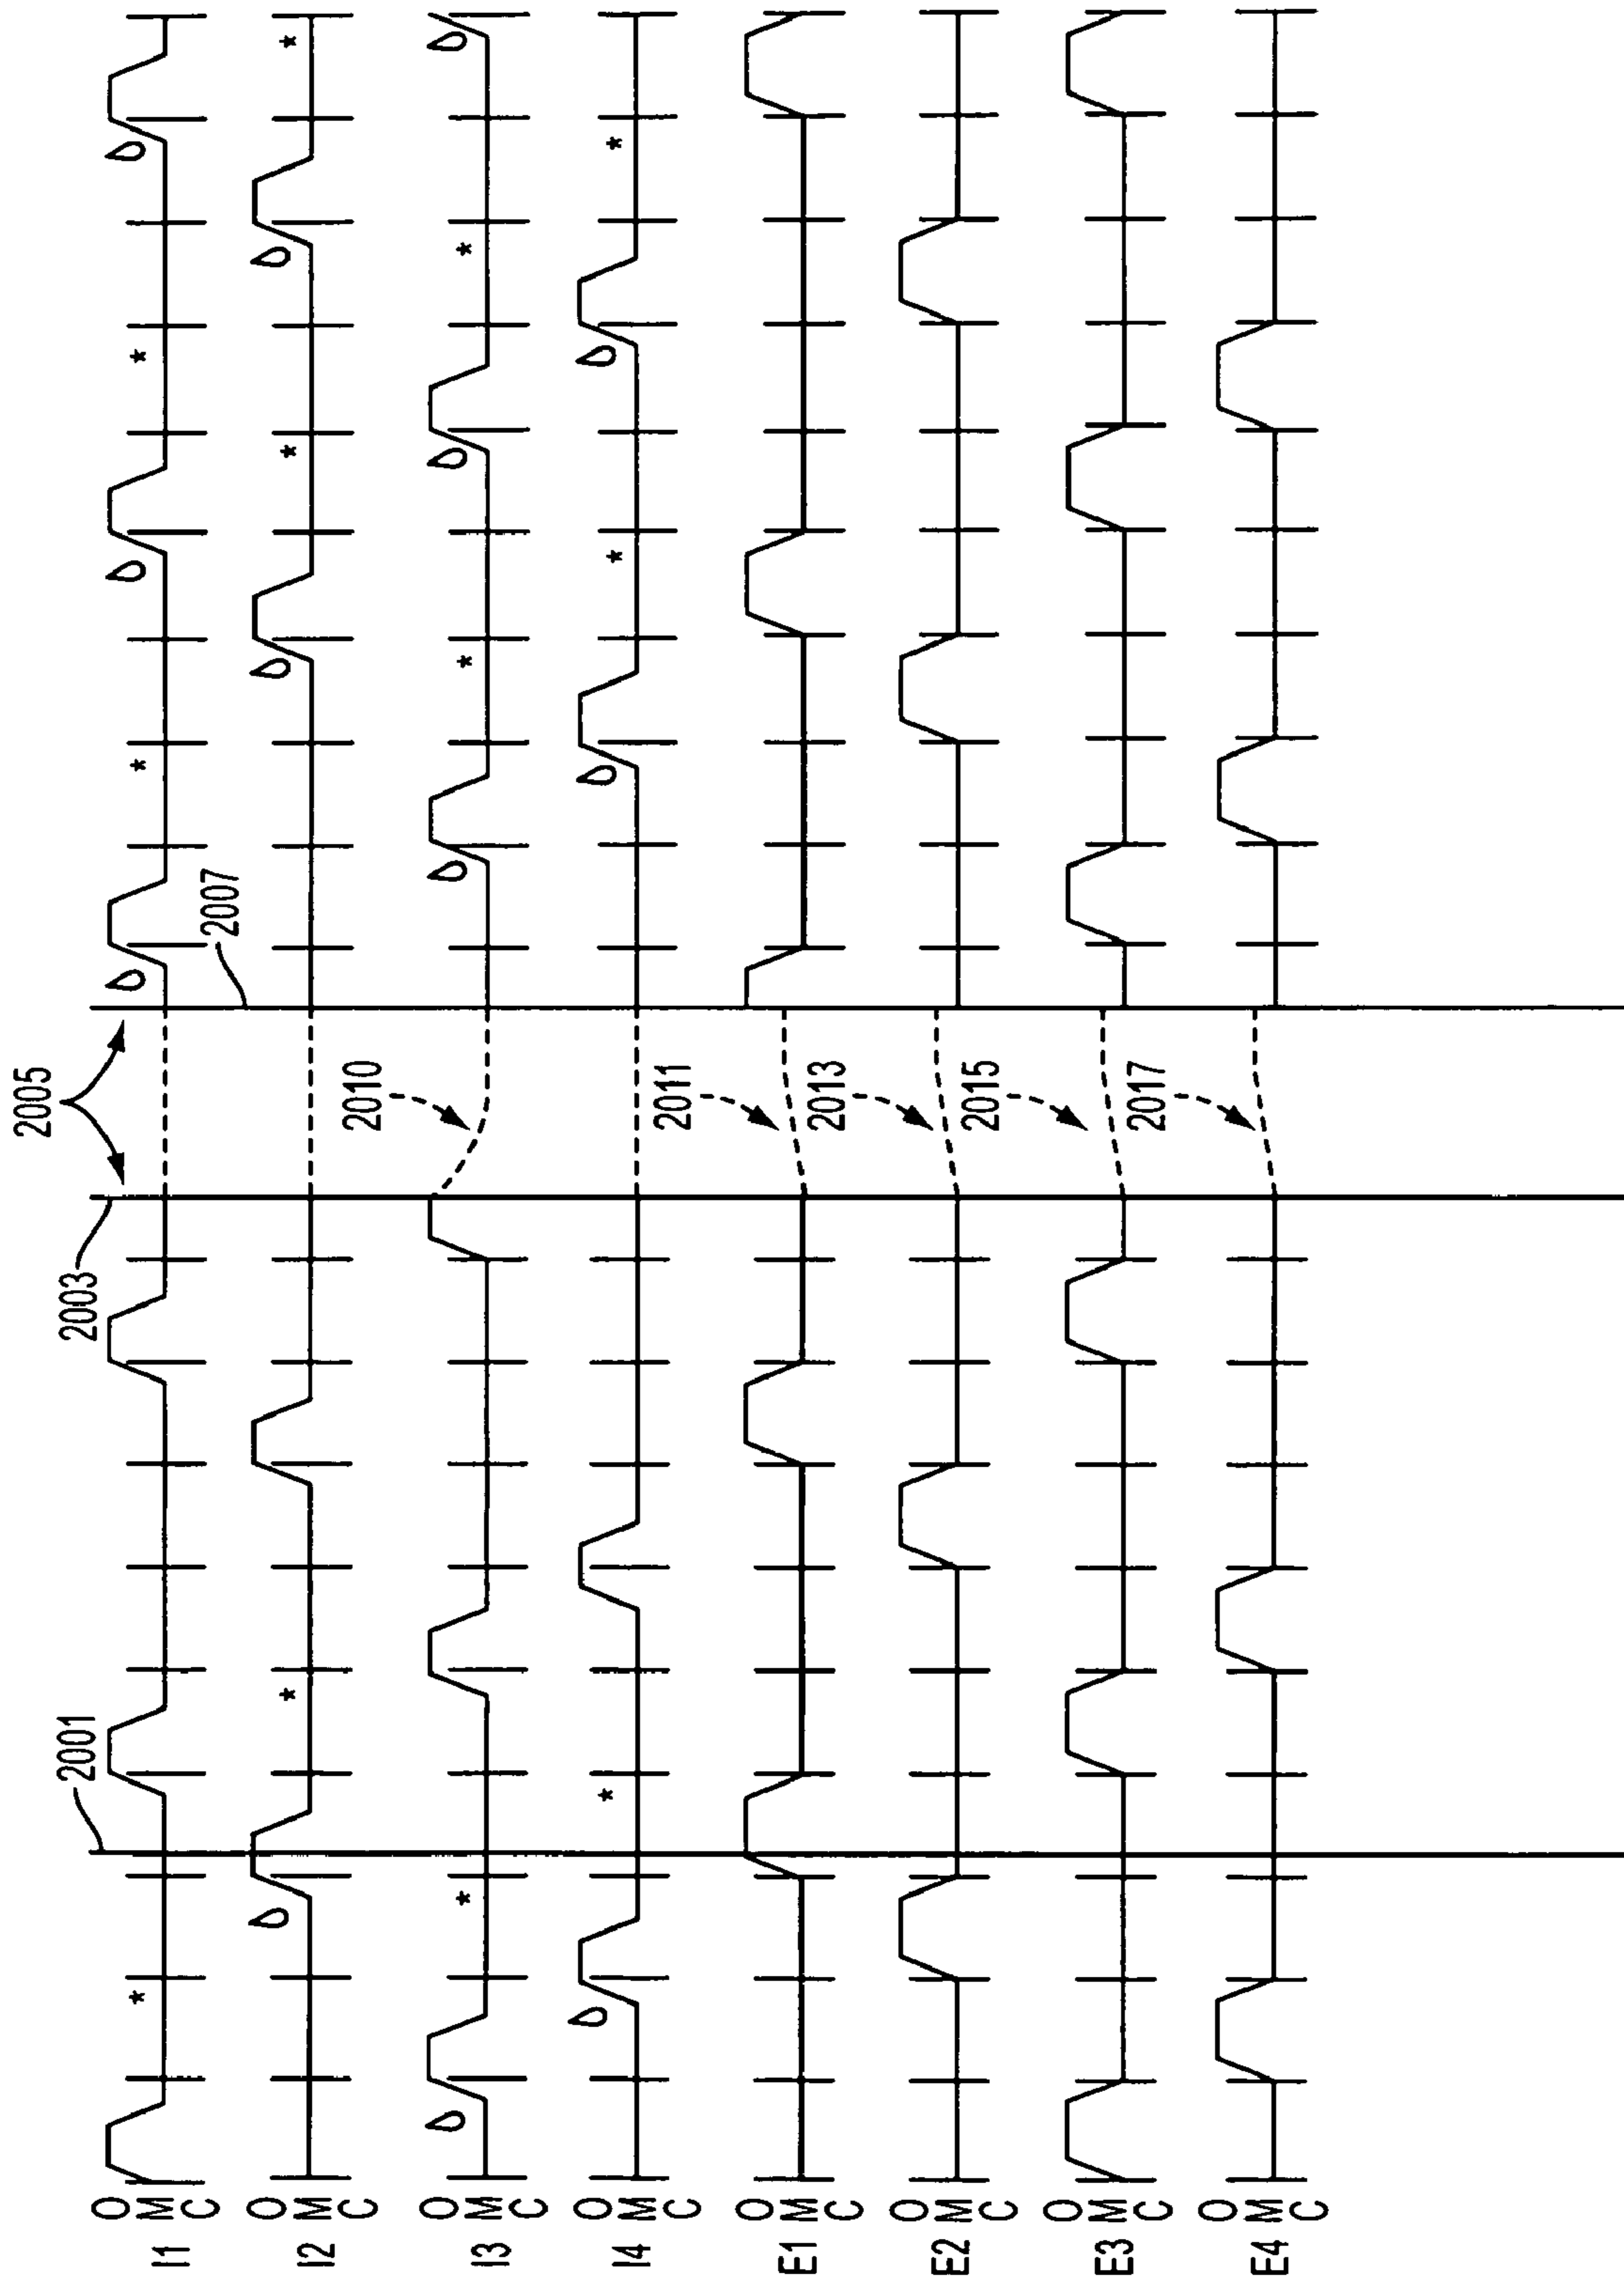 2001
2003
2005
2007
I1 O M C *
I2 O M C * * *
I3 O M C 2010 * * *
I4 O M C * * *
E1 O M C 2011
E2 O M C 2013
E3 O M C 2015
E4 O M C 2017